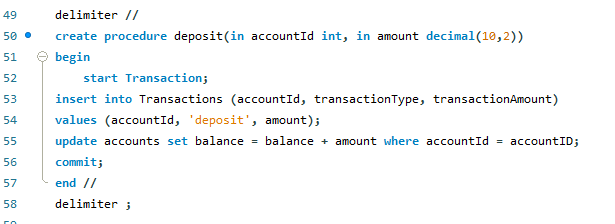 49 delimiter //
50 create procedure deposit(in accountId int, in amount decimal(10,2))
51 begin
52 start Transaction;
53 insert into Transactions (accountId, transactionType, transactionAmount)
54 values (accountId, 'deposit', amount);
55 update accounts set balance = balance + amount where accountId = accountID;
56 commit;
57 end //
58 delimiter ;